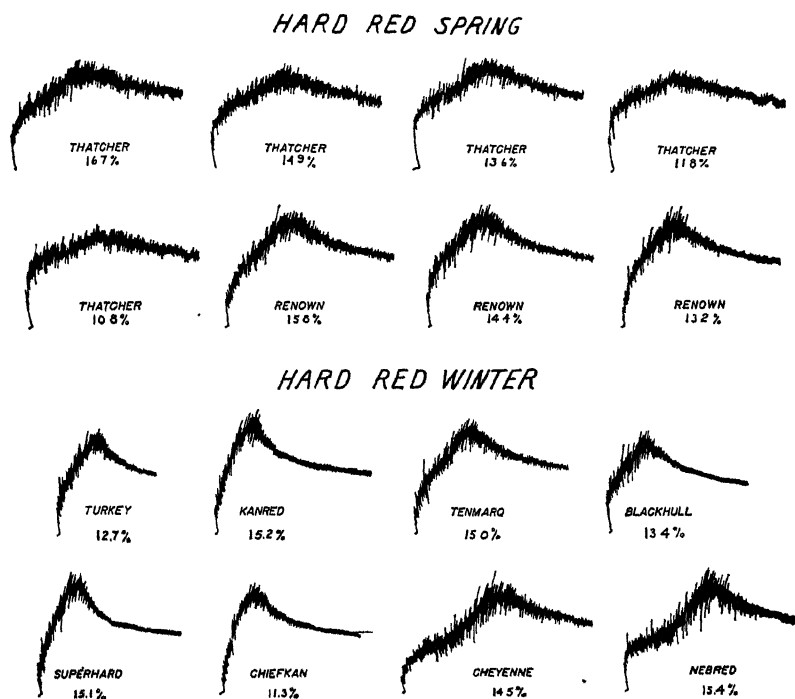 HARD RED SPRING
THATCHER THATCHER THATCHER THATCHER
16.7% 14.9% 13.6% 11.8%
THATCHER RENOWN RENOWN RENOWN
10.8% 15.8% 14.4% 13.2%
HARD RED WINTER
TURKEY KANRED TENMARQ BLACKHULL
12.7% 15.2% 15.0% 13.4%
SUPERHARD CHIEFKAN CHEYENNE NEBRED
15.1% 11.3% 14.5% 15.4%